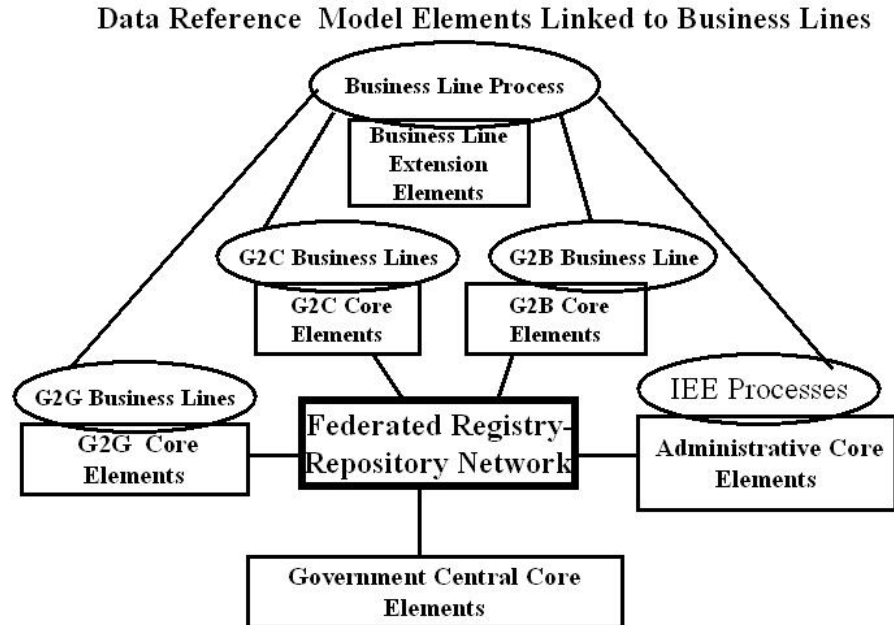 Data Reference Model Elements Linked to Business Lines
Business Line Process
Business Line
Extension
Elements
G2C Business Lines
G2B Business Line
G2C Core
Elements
G2B Core
Elements
G2G Business Lines
IEE Processes
G2G Core
Elements
Federated Registry-
Repository Network
Administrative Core
Elements
Government Central Core
Elements